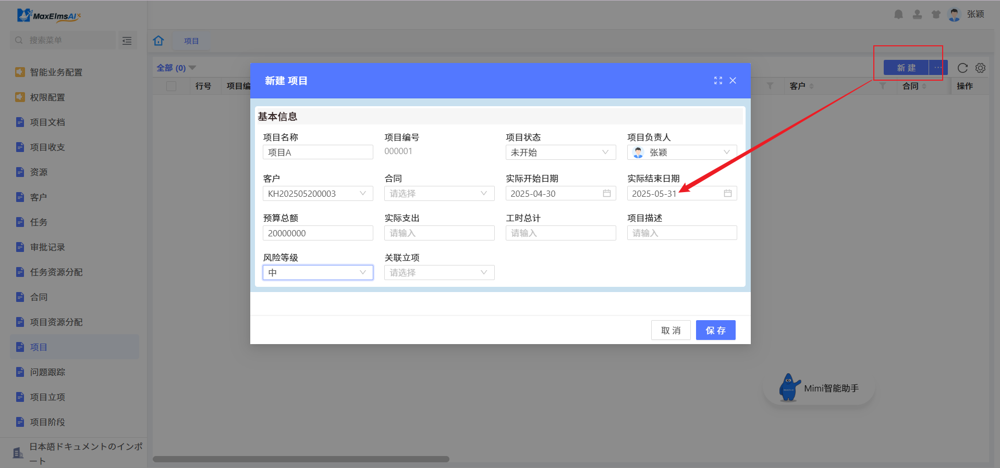 MaxElmsAI
张颖
搜索菜单
项目
智能业务配置
权限配置
项目文档
项目收支
资源
客户
任务
审批记录
任务资源分配
合同
项目资源分配
项目
问题跟踪
项目立项
项目阶段
日本語ドキュメントのインポ
ート
全部 (0)
新 建
···
行号
项目编
客户
合同
操作
新建 项目
基本信息
项目名称
项目编号
项目状态
项目负责人
项目A
000001
未开始
张颖
客户
合同
实际开始日期
实际结束日期
KH202505200003
请选择
2025-04-30
2025-05-31
预算总额
实际支出
工时总计
项目描述
20000000
请输入
请输入
请输入
风险等级
关联立项
中
请选择
取 消
保 存
Mimi智能助手